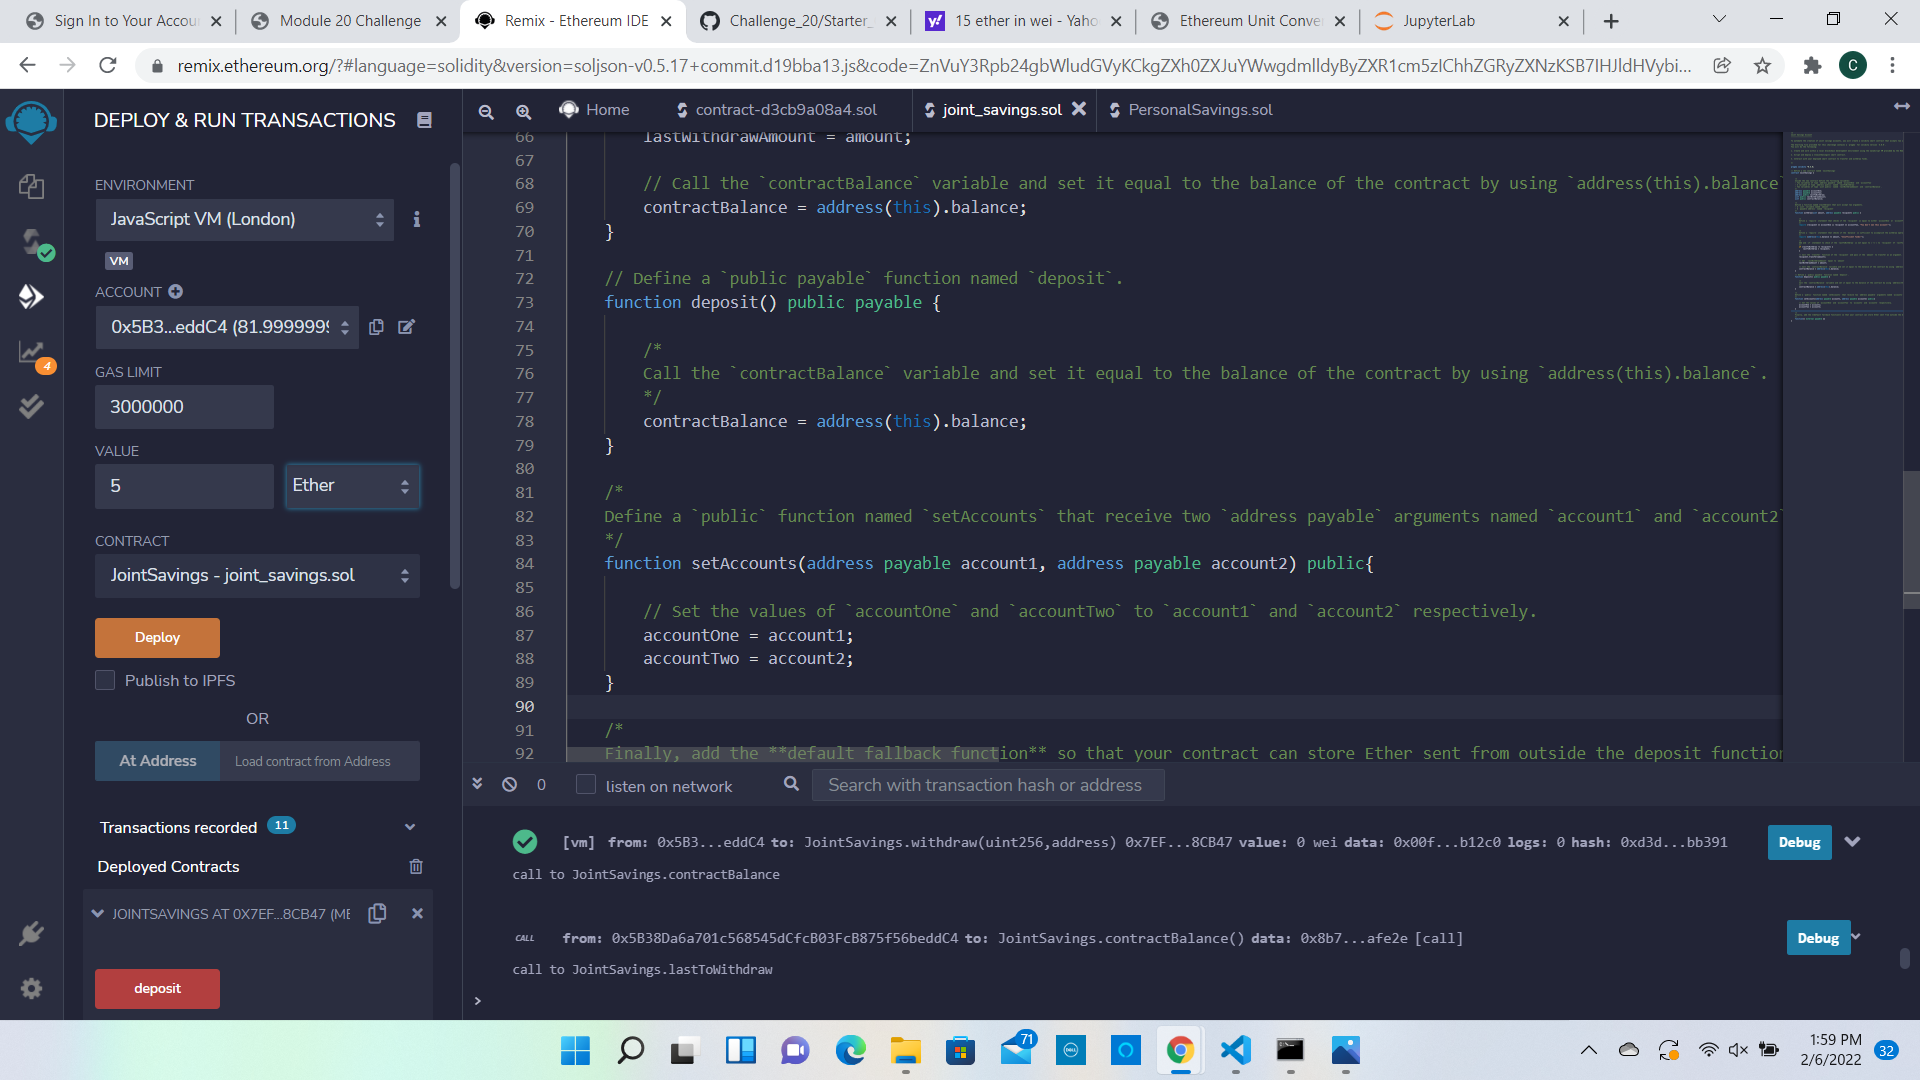 Sign In to Your Accou
Module 20 Challenge
Remix - Ethereum IDE
Challenge_20/Starter_
15 ether in wei - Yaho
Ethereum Unit Conve
JupyterLab
remix.ethereum.org/?#language=solidity&version=soljson-v0.5.17+commit.d19bba13.js&code=ZnVuY3Rpb24gbWludGVyKCkgZXh0ZXJuYWwgdmlldyByZXR1cm5zIChhZGRyZXNzKSB7IHJldHVybi...
C
DEPLOY & RUN TRANSACTIONS
Home
contract-d3cb9a08a4.sol
joint_savings.sol
PersonalSavings.sol
ENVIRONMENT
JavaScript VM (London)
VM
ACCOUNT
0x5B3...eddC4 (81.9999999
GAS LIMIT
3000000
VALUE
5
Ether
CONTRACT
JointSavings - joint_savings.sol
Deploy
Publish to IPFS
OR
At Address
Load contract from Address
Transactions recorded 11
Deployed Contracts
JOINTSAVINGS AT 0X7EF...8CB47 (ME
deposit
4
66 lastWithdrawAmount = amount;
67
68 // Call the `contractBalance` variable and set it equal to the balance of the contract by using `address(this).balance`
69 contractBalance = address(this).balance;
70 }
71
72 // Define a `public payable` function named `deposit`.
73 function deposit() public payable {
74
75 /*
76 Call the `contractBalance` variable and set it equal to the balance of the contract by using `address(this).balance`.
77 */
78 contractBalance = address(this).balance;
79 }
80
81 /*
82 Define a `public` function named `setAccounts` that receive two `address payable` arguments named `account1` and `account2`
83 */
84 function setAccounts(address payable account1, address payable account2) public{
85
86 // Set the values of `accountOne` and `accountTwo` to `account1` and `account2` respectively.
87 accountOne = account1;
88 accountTwo = account2;
89 }
90
91 /*
92 Finally, add the **default fallback function** so that your contract can store Ether sent from outside the deposit function
0
listen on network
Search with transaction hash or address
[vm] from: 0x5B3...eddC4 to: JointSavings.withdraw(uint256,address) 0x7EF...8CB47 value: 0 wei data: 0x00f...b12c0 logs: 0 hash: 0xd3d...bb391
Debug
call to JointSavings.contractBalance
CALL from: 0x5B38Da6a701c568545dCfcB03FcB875f56beddC4 to: JointSavings.contractBalance() data: 0x8b7...afe2e [call]
Debug
call to JointSavings.lastToWithdraw
>
71
DELL
1:59 PM
2/6/2022
32